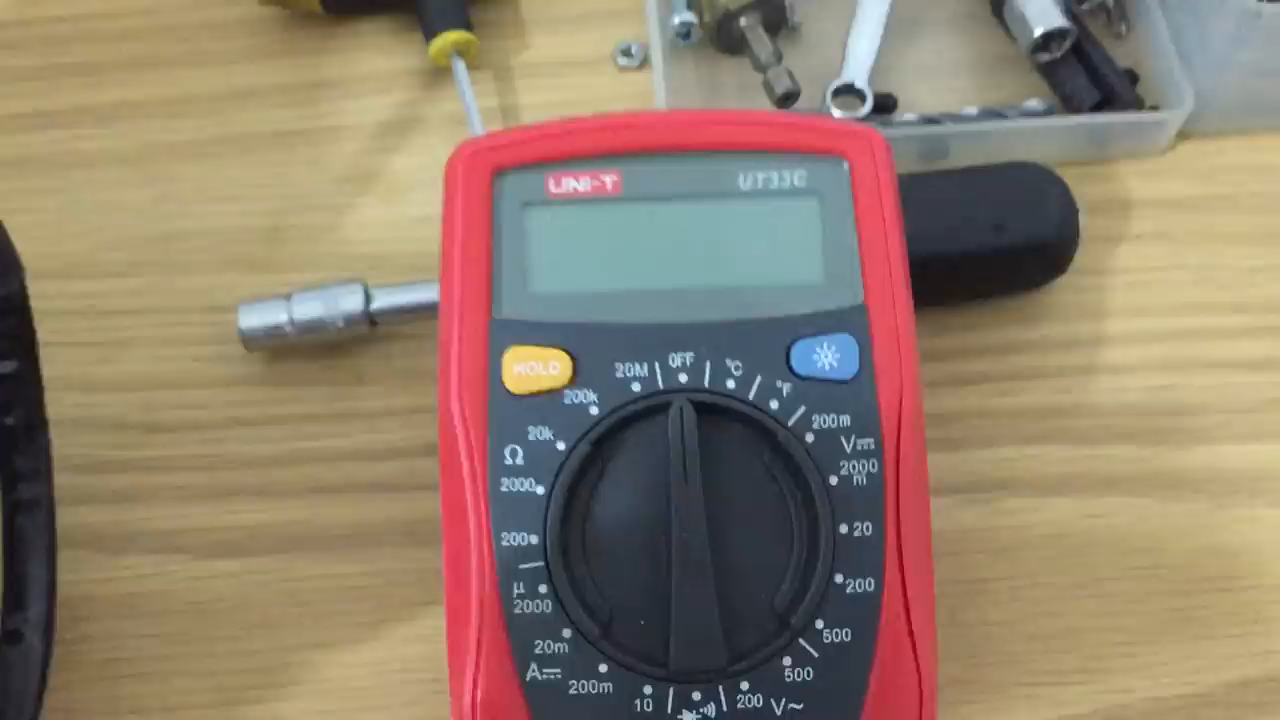 UNI-T UT33C
HOLD
20M OFF °C
200k °F
20k 200m
Ω V⎓
2000 2000
m
200 20
μ 200
2000
20m 500
A⎓ 500
200m
10 200 V~